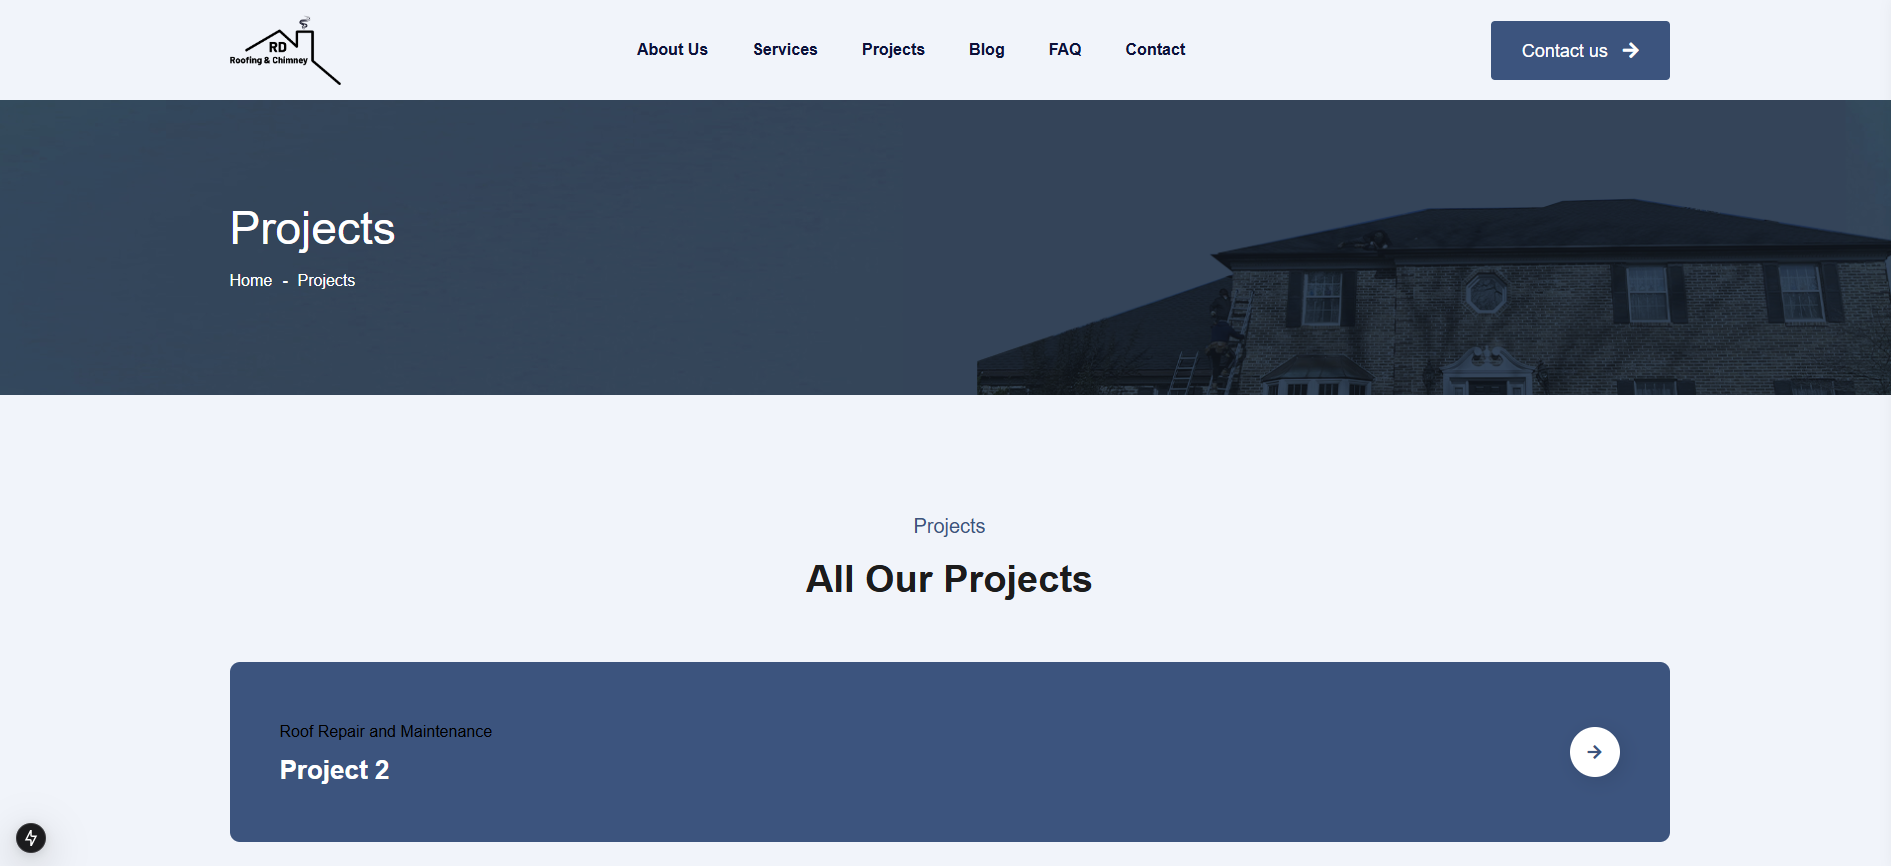 RD
Roofing & Chimney
About Us
Services
Projects
Blog
FAQ
Contact
Contact us
Projects
Home - Projects
Projects
All Our Projects
Roof Repair and Maintenance
Project 2